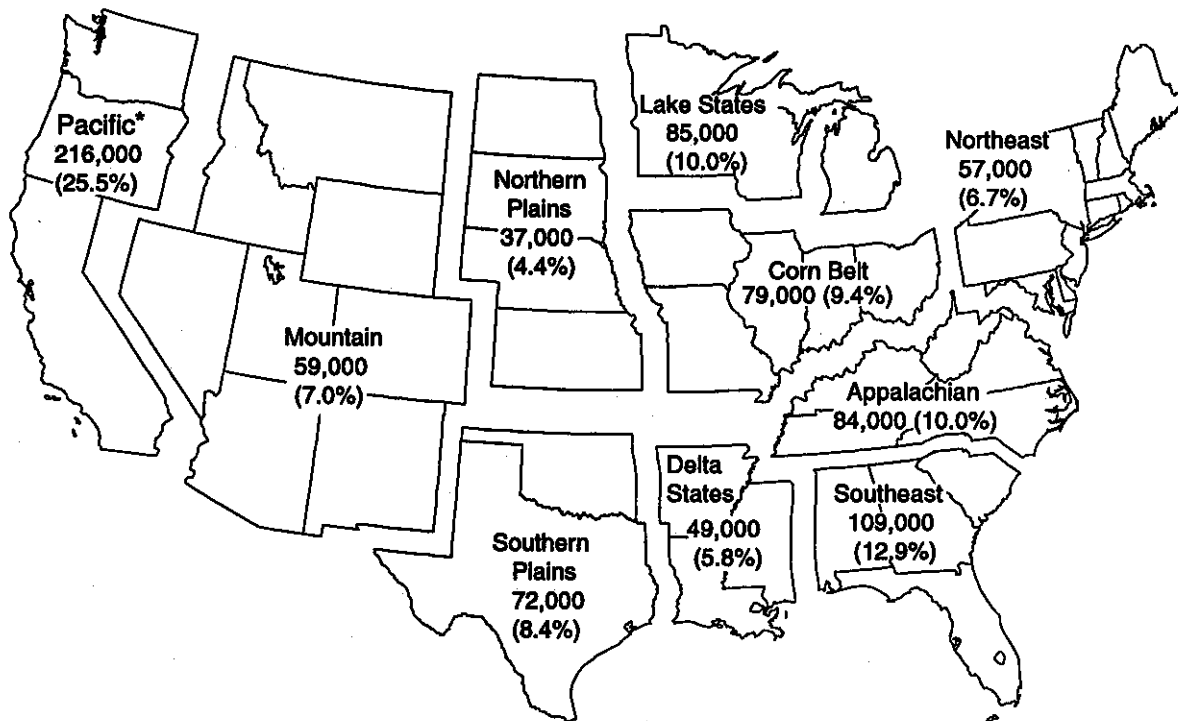 Pacific*
216,000
(25.5%)
Mountain
59,000
(7.0%)
Northern
Plains
37,000
(4.4%)
Southern
Plains
72,000
(8.4%)
Lake States
85,000
(10.0%)
Corn Belt
79,000 (9.4%)
Delta
States
49,000
(5.8%)
Northeast
57,000
(6.7%)
Appalachian
84,000 (10.0%)
Southeast
109,000
(12.9%)